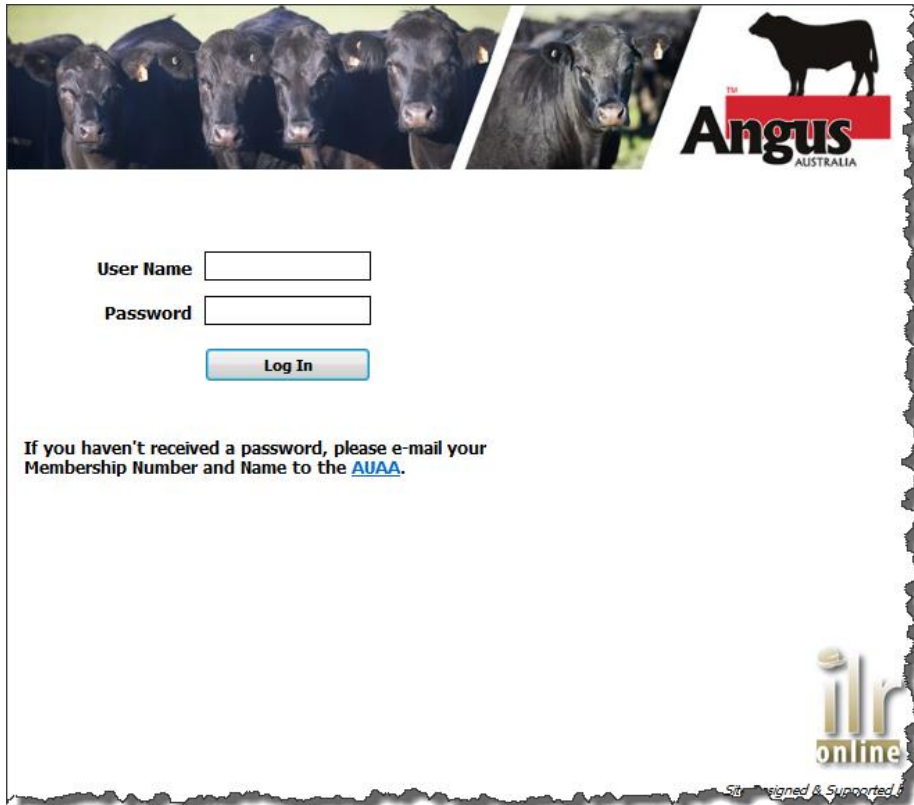 TM
Angus
AUSTRALIA
User Name
Password
Log In
If you haven't received a password, please e-mail your
Membership Number and Name to the AUAA.
ilr
online
Designed & Supported